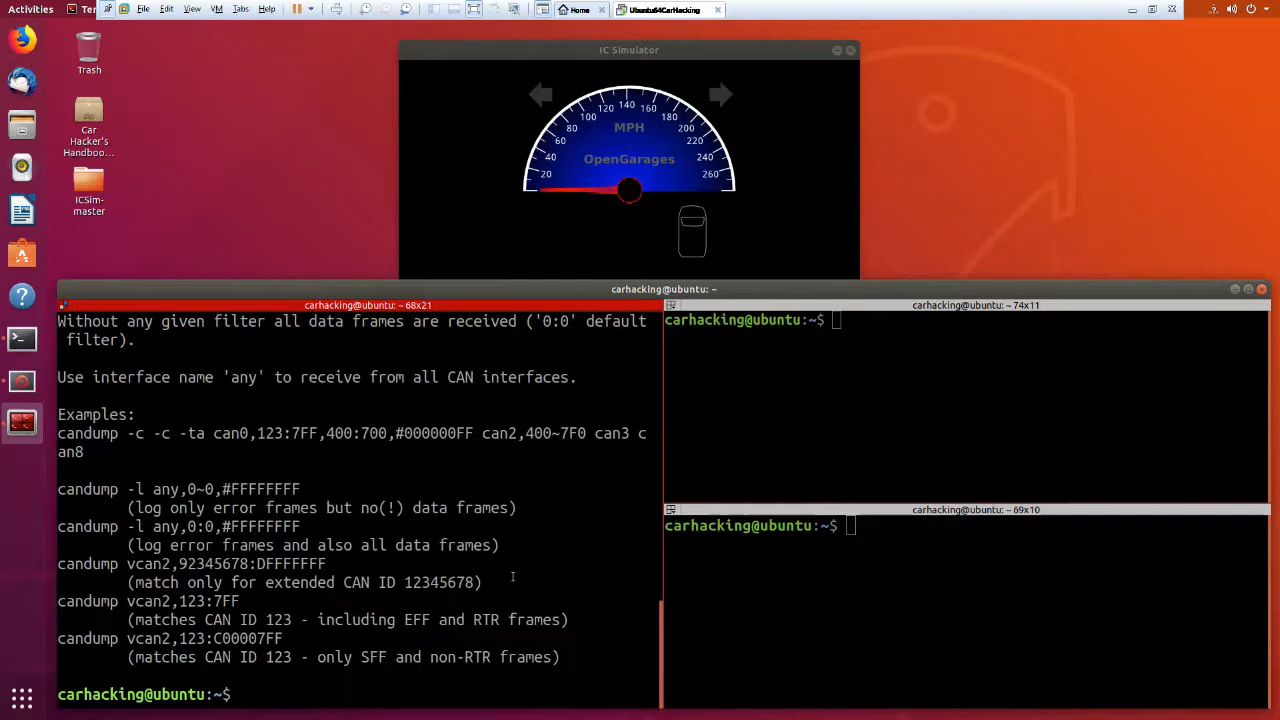 Activities
Ter
File
Edit
View
VM
Tabs
Help
Home
Ubuntu64CarHacking
Trash
Car
Hacker's
Handboo...
ICSim-
master
IC Simulator
20
40
60
80
100
120
140
160
180
200
220
240
260
MPH
OpenGarages
carhacking@ubuntu: ~
carhacking@ubuntu: ~ 68x21
Without any given filter all data frames are received ('0:0' default
filter).
Use interface name 'any' to receive from all CAN interfaces.
Examples:
candump -c -c -ta can0,123:7FF,400:700,#000000FF can2,400~7F0 can3 c
an8
candump -l any,0~0,#FFFFFFFF
(log only error frames but no(!) data frames)
candump -l any,0:0,#FFFFFFFF
(log error frames and also all data frames)
candump vcan2,92345678:DFFFFFFF
(match only for extended CAN ID 12345678)
candump vcan2,123:7FF
(matches CAN ID 123 - including EFF and RTR frames)
candump vcan2,123:C00007FF
(matches CAN ID 123 - only SFF and non-RTR frames)
carhacking@ubuntu:~$
carhacking@ubuntu: ~ 74x11
carhacking@ubuntu:~$
carhacking@ubuntu: ~ 69x10
carhacking@ubuntu:~$